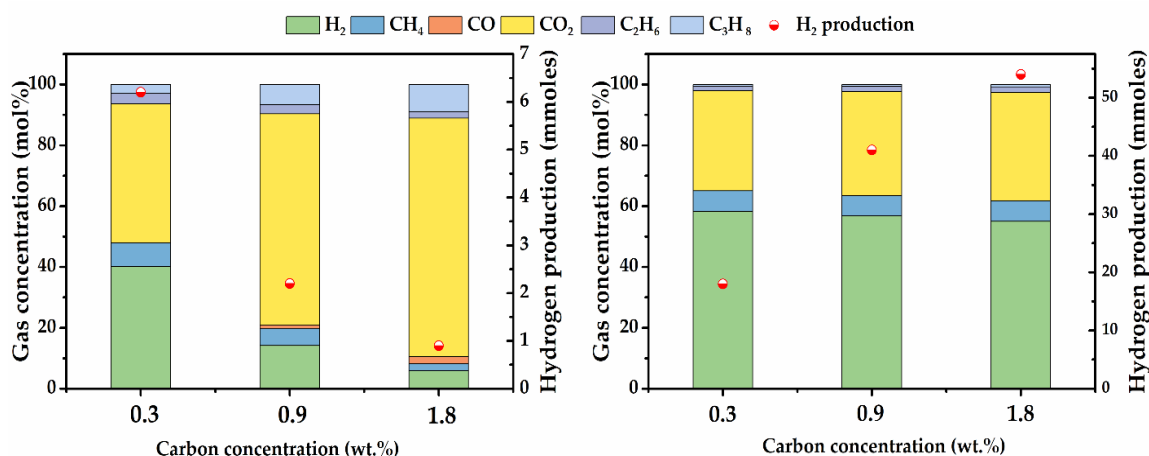 H₂ CH₄ CO CO₂ C₂H₆ C₃H₈ H₂ production
Gas concentration (mol%)
100
80
60
40
20
0
7
6
5
4
3
2
1
0
Hydrogen production (mmoles)
0.3 0.9 1.8
Carbon concentration (wt.%)
Gas concentration (mol%)
100
80
60
40
20
0
50
40
30
20
10
0
Hydrogen production (mmoles)
0.3 0.9 1.8
Carbon concentration (wt.%)